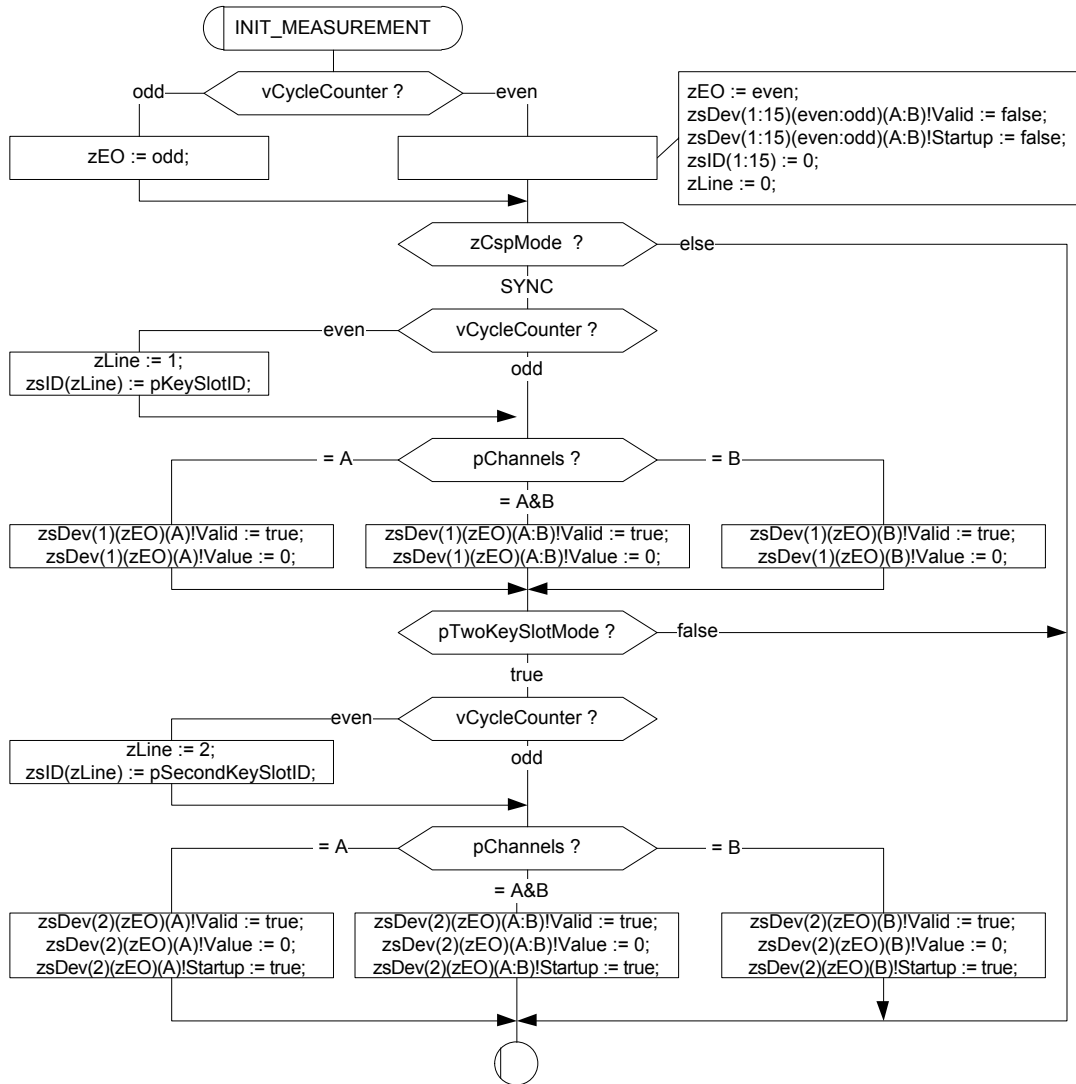 INIT_MEASUREMENT
odd
vCycleCounter ?
even
zEO := odd;
zEO := even;
zsDev(1:15)(even:odd)(A:B)!Valid := false;
zsDev(1:15)(even:odd)(A:B)!Startup := false;
zsID(1:15) := 0;
zLine := 0;
zCspMode ?
else
SYNC
even
vCycleCounter ?
zLine := 1;
zsID(zLine) := pKeySlotID;
odd
= A
pChannels ?
= B
= A&B
zsDev(1)(zEO)(A)!Valid := true;
zsDev(1)(zEO)(A)!Value := 0;
zsDev(1)(zEO)(A:B)!Valid := true;
zsDev(1)(zEO)(A:B)!Value := 0;
zsDev(1)(zEO)(B)!Valid := true;
zsDev(1)(zEO)(B)!Value := 0;
pTwoKeySlotMode ?
false
true
even
vCycleCounter ?
zLine := 2;
zsID(zLine) := pSecondKeySlotID;
odd
= A
pChannels ?
= B
= A&B
zsDev(2)(zEO)(A)!Valid := true;
zsDev(2)(zEO)(A)!Value := 0;
zsDev(2)(zEO)(A)!Startup := true;
zsDev(2)(zEO)(A:B)!Valid := true;
zsDev(2)(zEO)(A:B)!Value := 0;
zsDev(2)(zEO)(A:B)!Startup := true;
zsDev(2)(zEO)(B)!Valid := true;
zsDev(2)(zEO)(B)!Value := 0;
zsDev(2)(zEO)(B)!Startup := true;